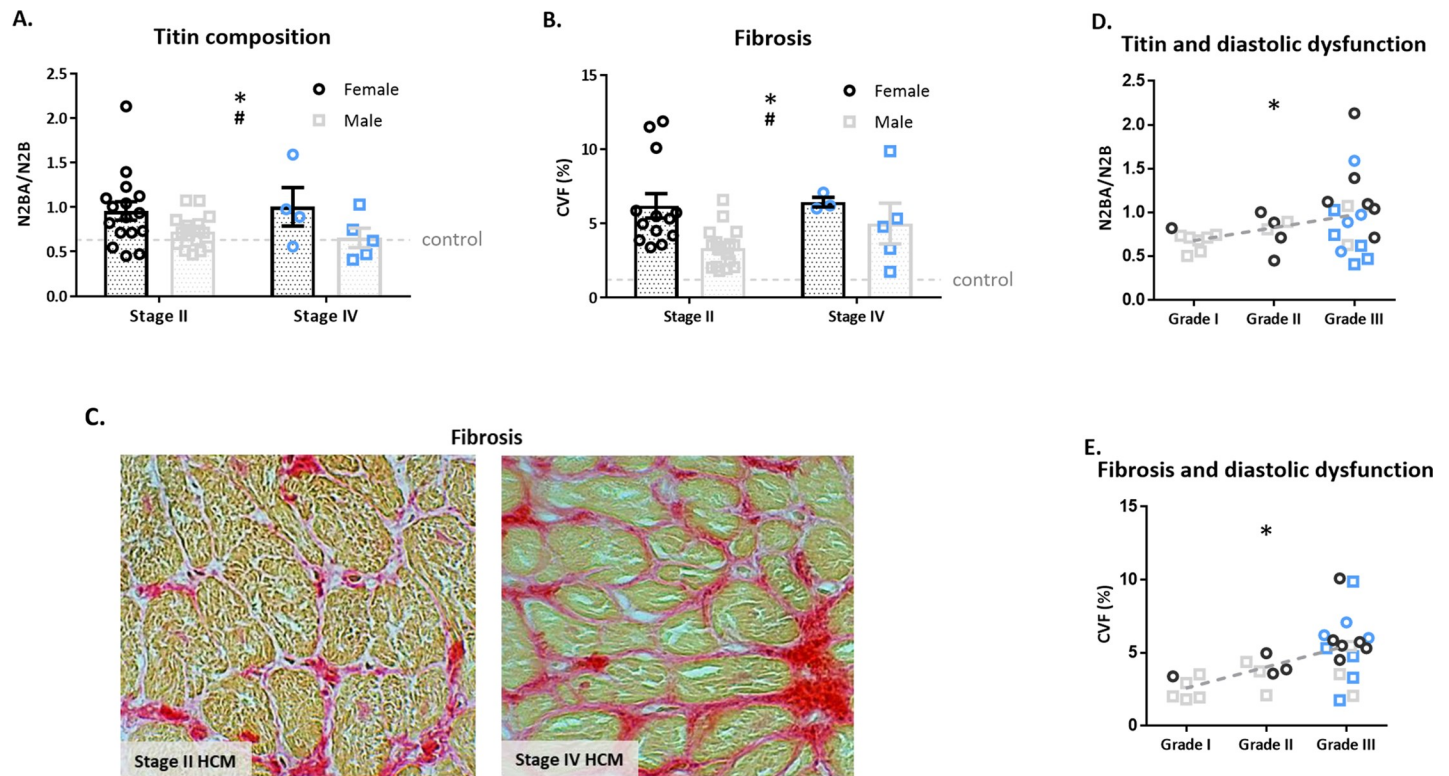 A.
Titin composition
N2BA/N2B
2.5
2.0
1.5
1.0
0.5
0.0
*
#
Female
Male
control
Stage II
Stage IV
B.
Fibrosis
CVF (%)
15
10
5
0
*
#
Female
Male
control
Stage II
Stage IV
C.
Fibrosis
Stage II HCM
Stage IV HCM
D.
Titin and diastolic dysfunction
N2BA/N2B
2.5
2.0
1.5
1.0
0.5
0.0
*
Grade I
Grade II
Grade III
E.
Fibrosis and diastolic dysfunction
CVF (%)
15
10
5
0
*
Grade I
Grade II
Grade III